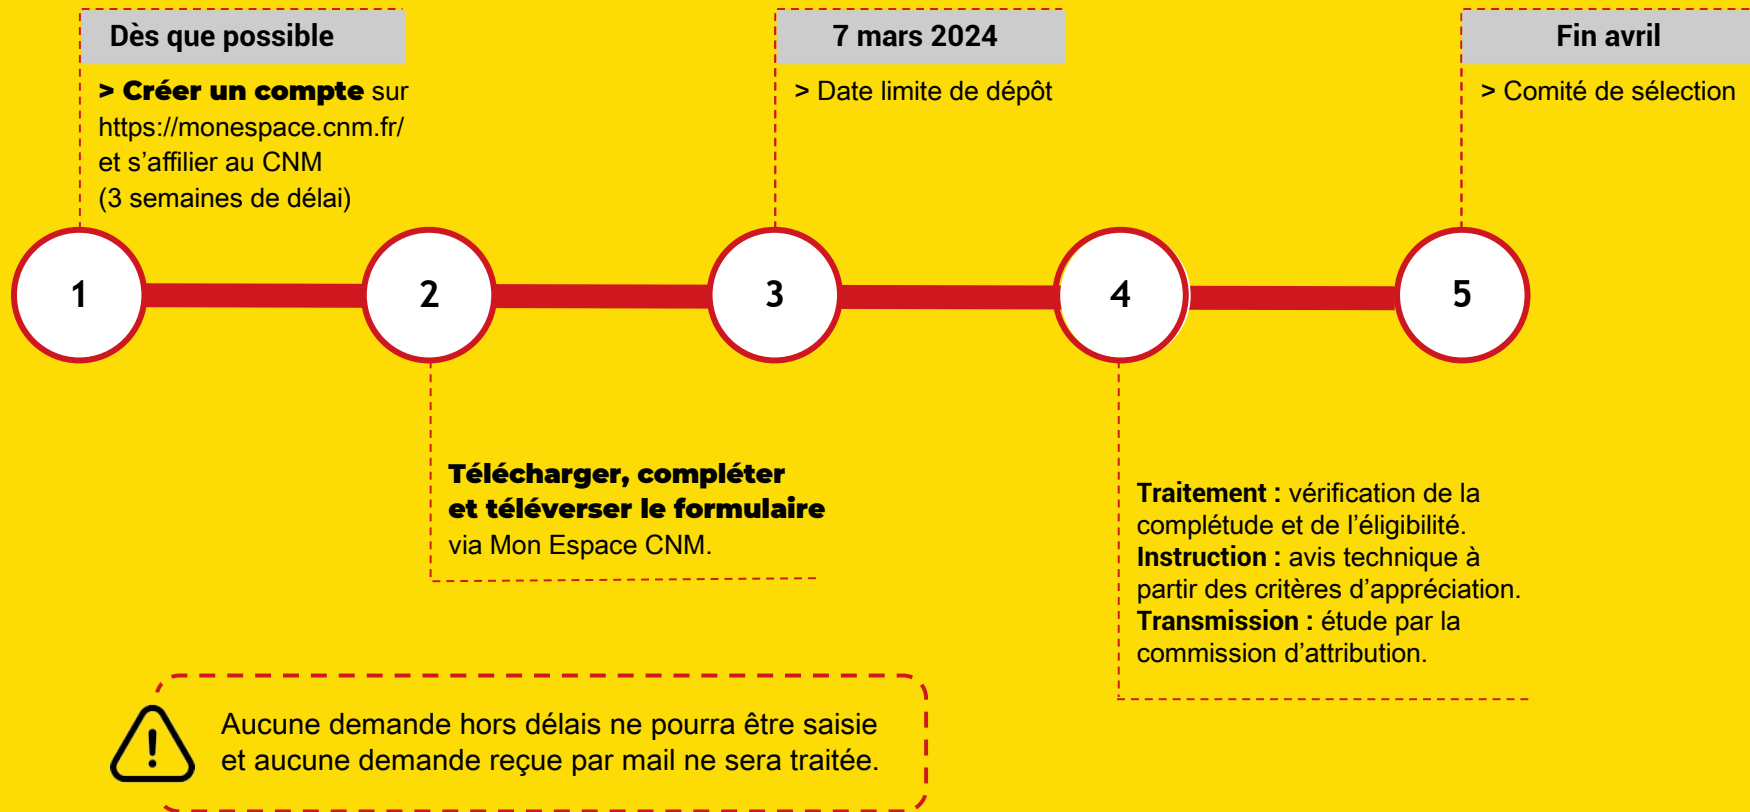 Dès que possible
> Créer un compte sur
https://monespace.cnm.fr/
et s'affilier au CNM
(3 semaines de délai)
7 mars 2024
> Date limite de dépôt
Fin avril
> Comité de sélection
1
2
3
4
5
Télécharger, compléter
et téléverser le formulaire
via Mon Espace CNM.
Traitement : vérification de la
complétude et de l'éligibilité.
Instruction : avis technique à
partir des critères d'appréciation.
Transmission : étude par la
commission d'attribution.
Aucune demande hors délais ne pourra être saisie
et aucune demande reçue par mail ne sera traitée.